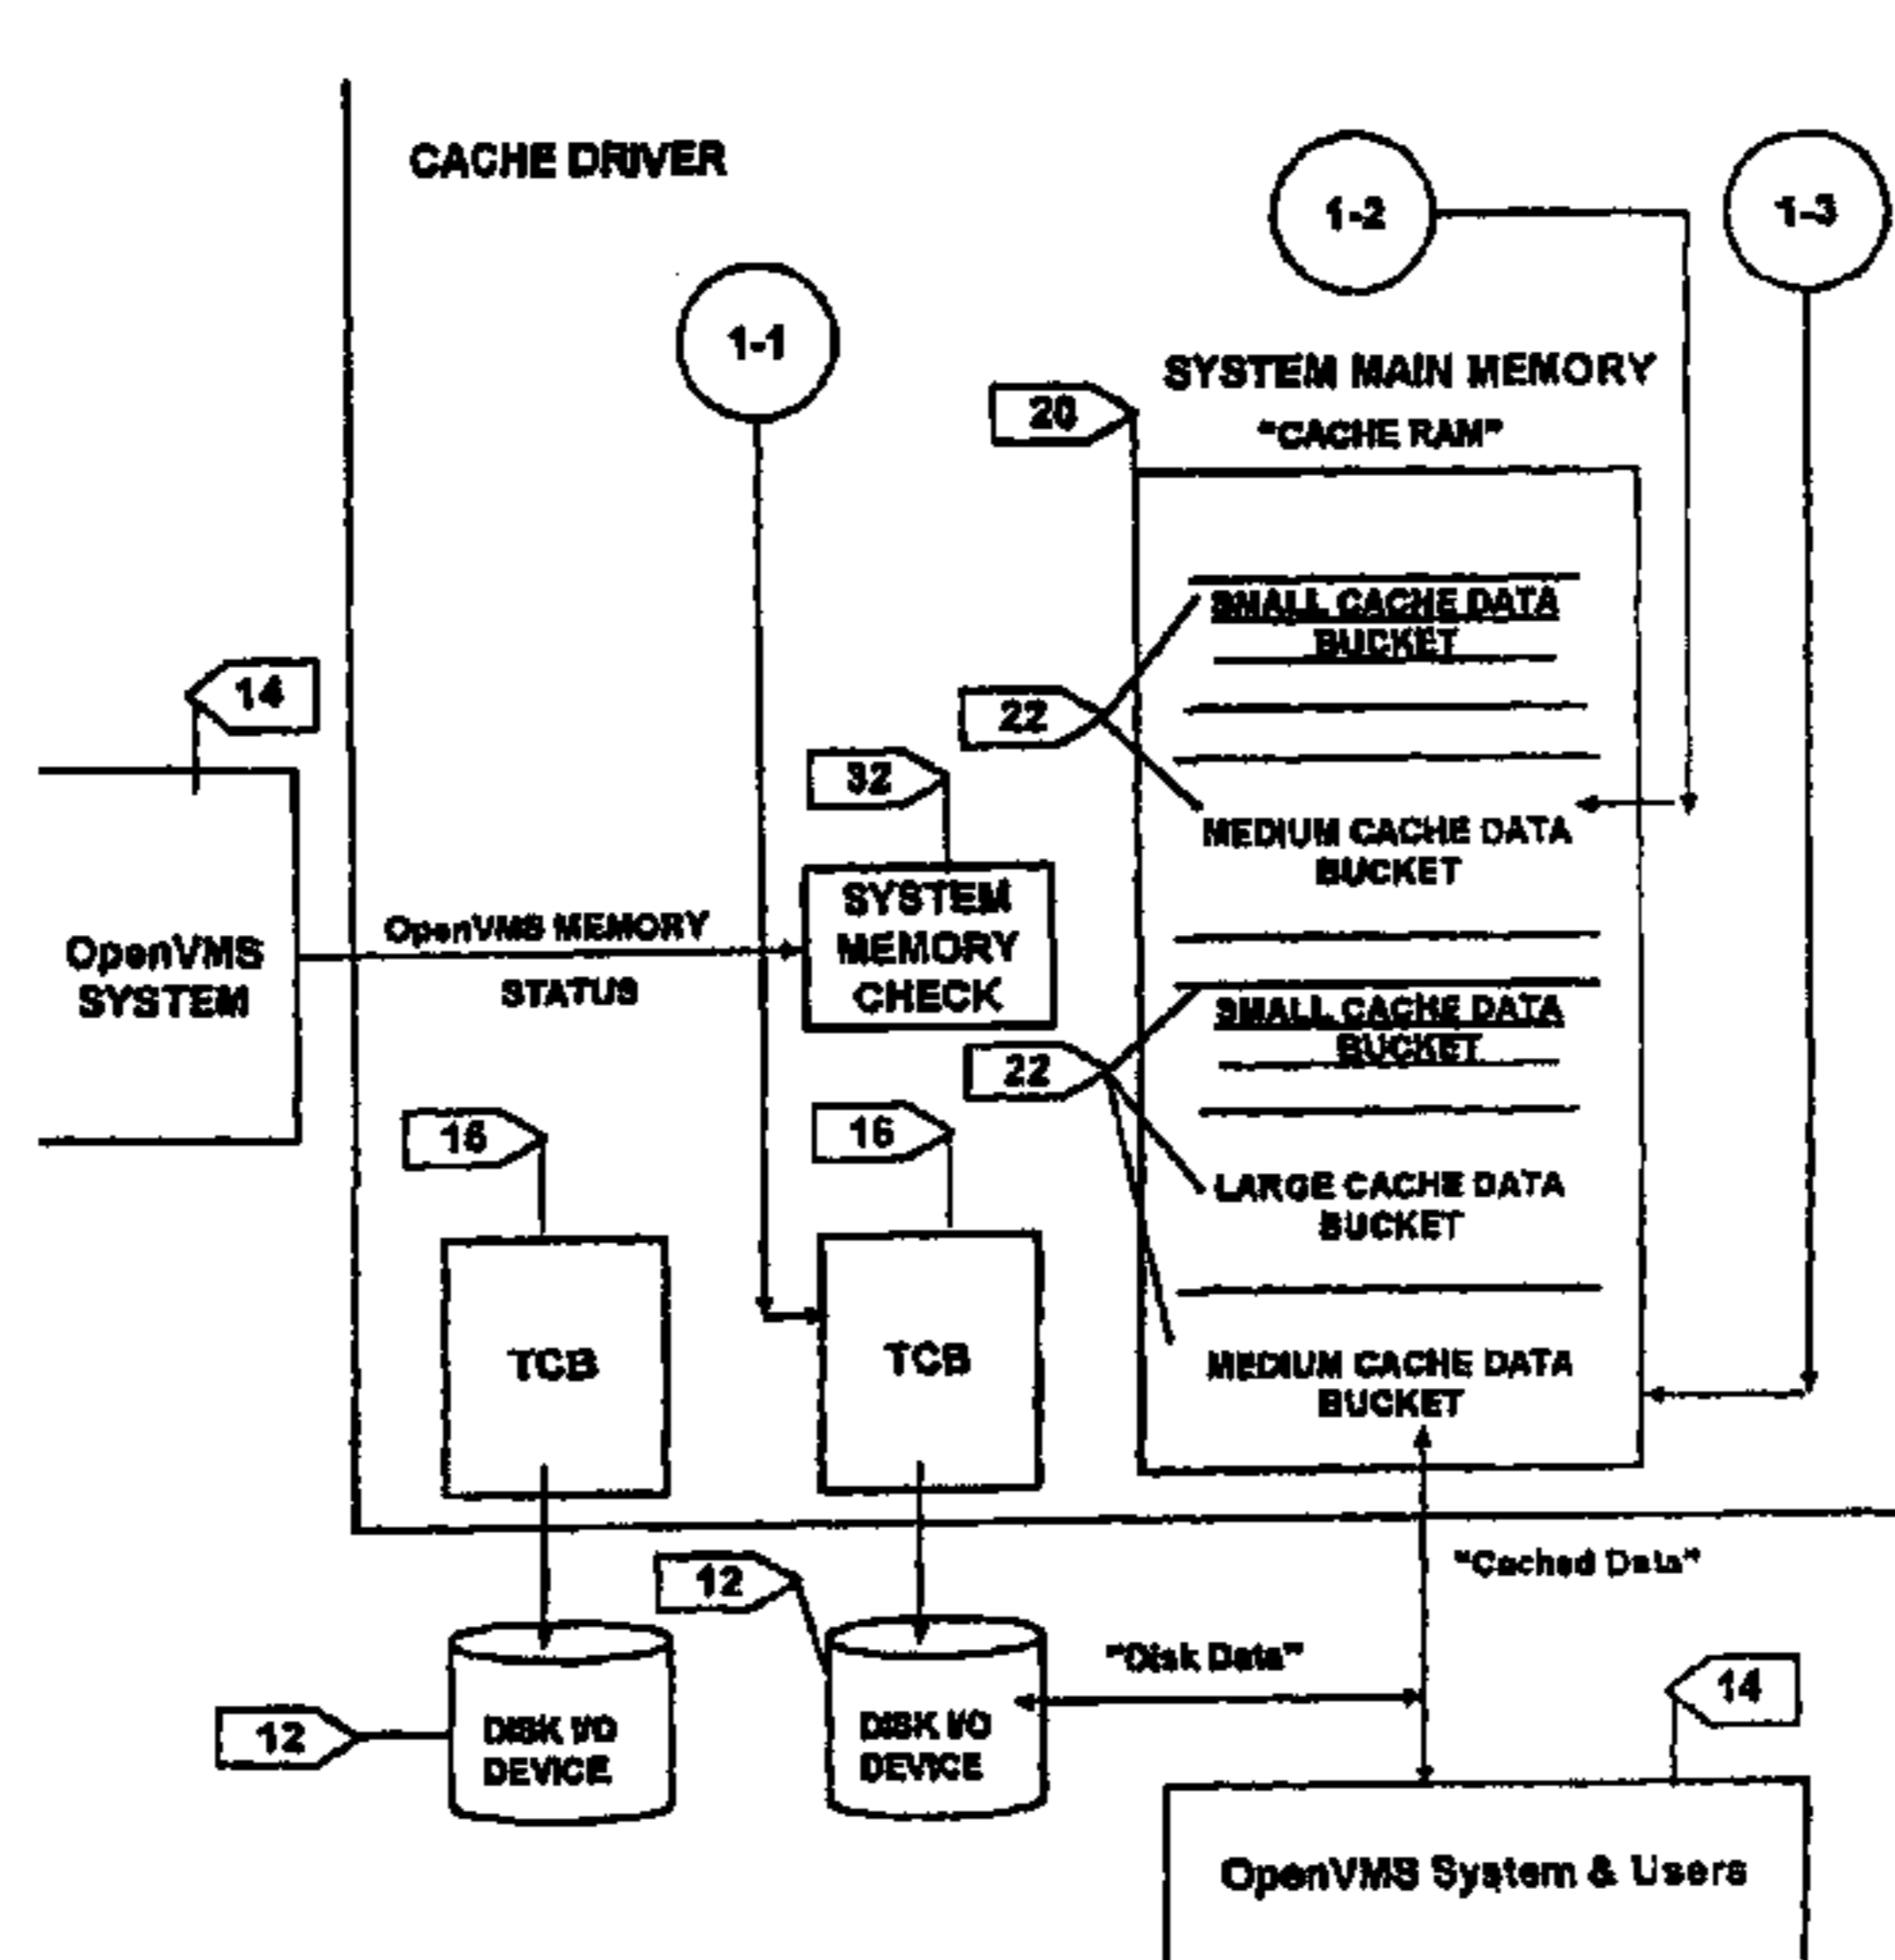 CACHE DRIVER
1-2
1-3
1-1
SYSTEM MAIN MEMORY
"CACHE RAM"
20
SMALL CACHE DATA
BUCKET
14
22
32
MEDIUM CACHE DATA
BUCKET
SYSTEM
MEMORY
CHECK
OpenVMS
SYSTEM
OpenVMS MEMORY
STATUS
SMALL CACHE DATA
BUCKET
22
16
16
LARGE CACHE DATA
BUCKET
TCB
TCB
MEDIUM CACHE DATA
BUCKET
"Cached Data"
12
"Disk Data"
14
12
DISK I/O
DEVICE
DISK I/O
DEVICE
OpenVMS System & Users